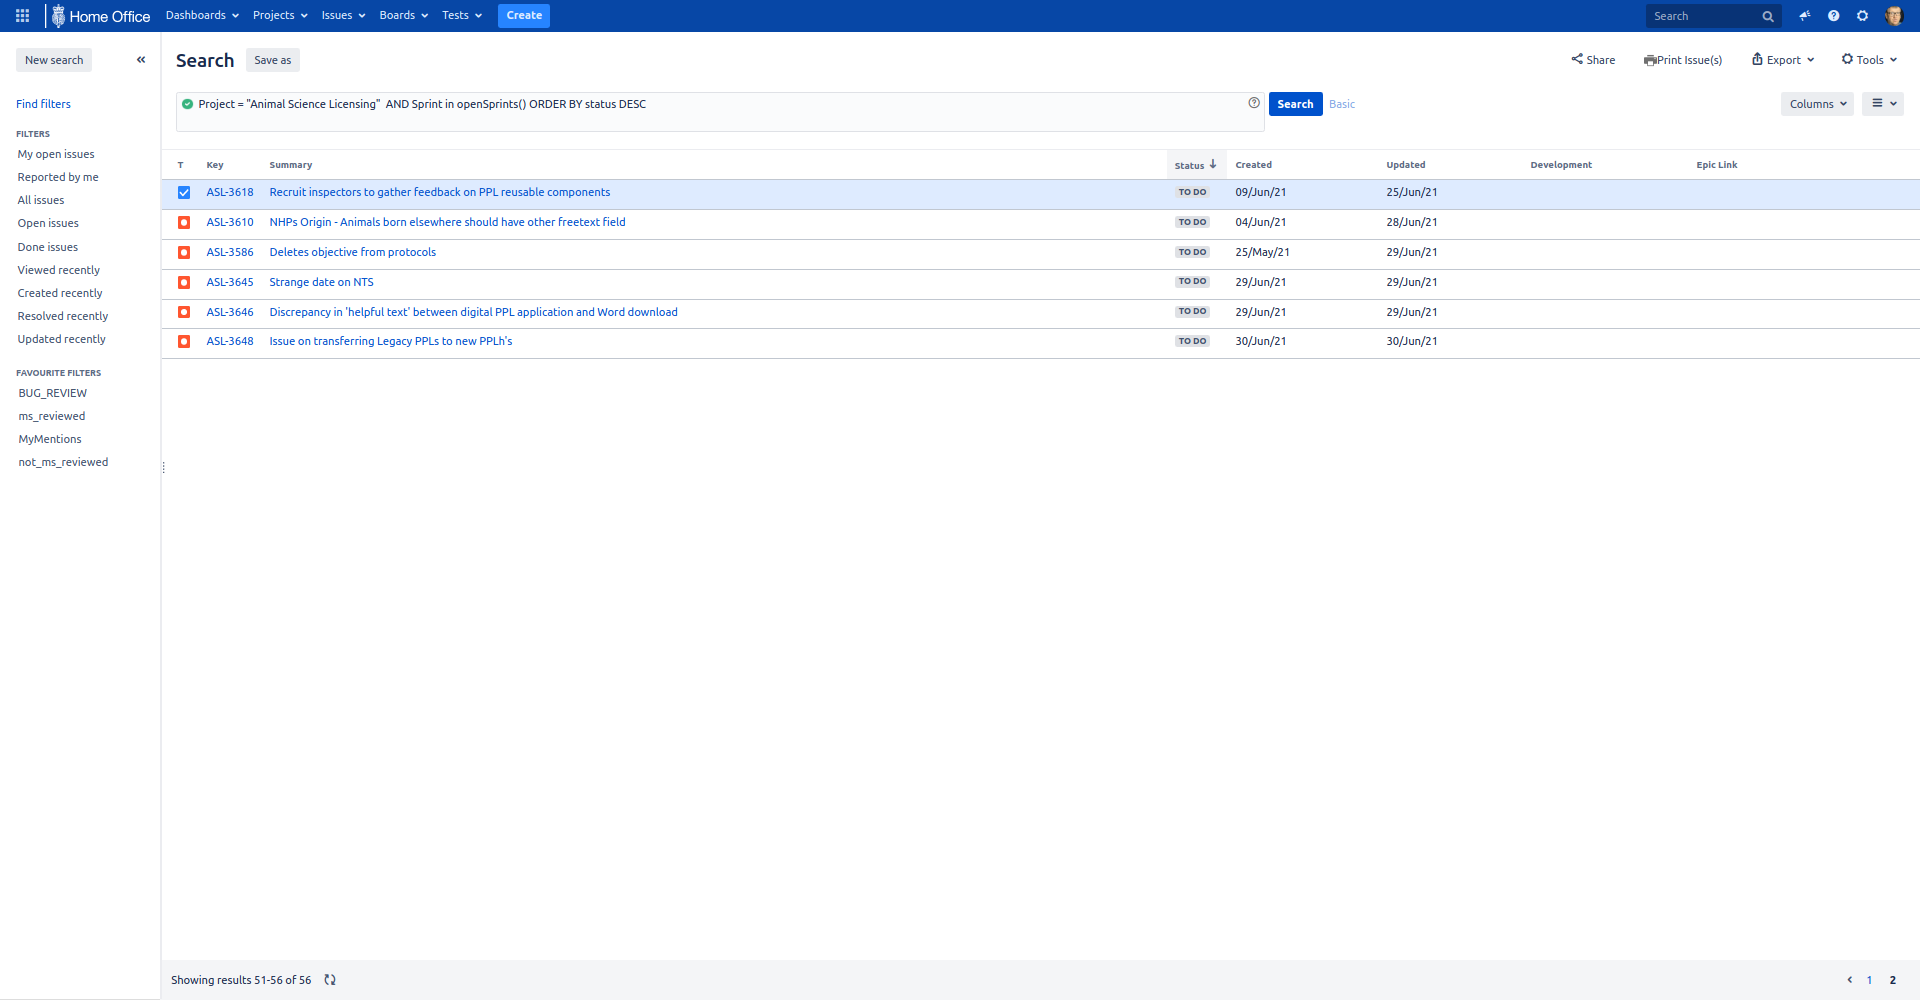 Home Office Dashboards Projects Issues Boards Tests Create Search
New search «
Search Save as Share Print Issue(s) Export Tools
Find filters
Project = "Animal Science Licensing"  AND Sprint in openSprints() ORDER BY status DESC Search Basic Columns
FILTERS
My open issues
Reported by me
All issues
Open issues
Done issues
Viewed recently
Created recently
Resolved recently
Updated recently
FAVOURITE FILTERS
BUG_REVIEW
ms_reviewed
MyMentions
not_ms_reviewed
T Key Summary Status Created Updated Development Epic Link
ASL-3618 Recruit inspectors to gather feedback on PPL reusable components TO DO 09/Jun/21 25/Jun/21
ASL-3610 NHPs Origin - Animals born elsewhere should have other freetext field TO DO 04/Jun/21 28/Jun/21
ASL-3586 Deletes objective from protocols TO DO 25/May/21 29/Jun/21
ASL-3645 Strange date on NTS TO DO 29/Jun/21 29/Jun/21
ASL-3646 Discrepancy in 'helpful text' between digital PPL application and Word download TO DO 29/Jun/21 29/Jun/21
ASL-3648 Issue on transferring Legacy PPLs to new PPLh's TO DO 30/Jun/21 30/Jun/21
Showing results 51-56 of 56 1 2